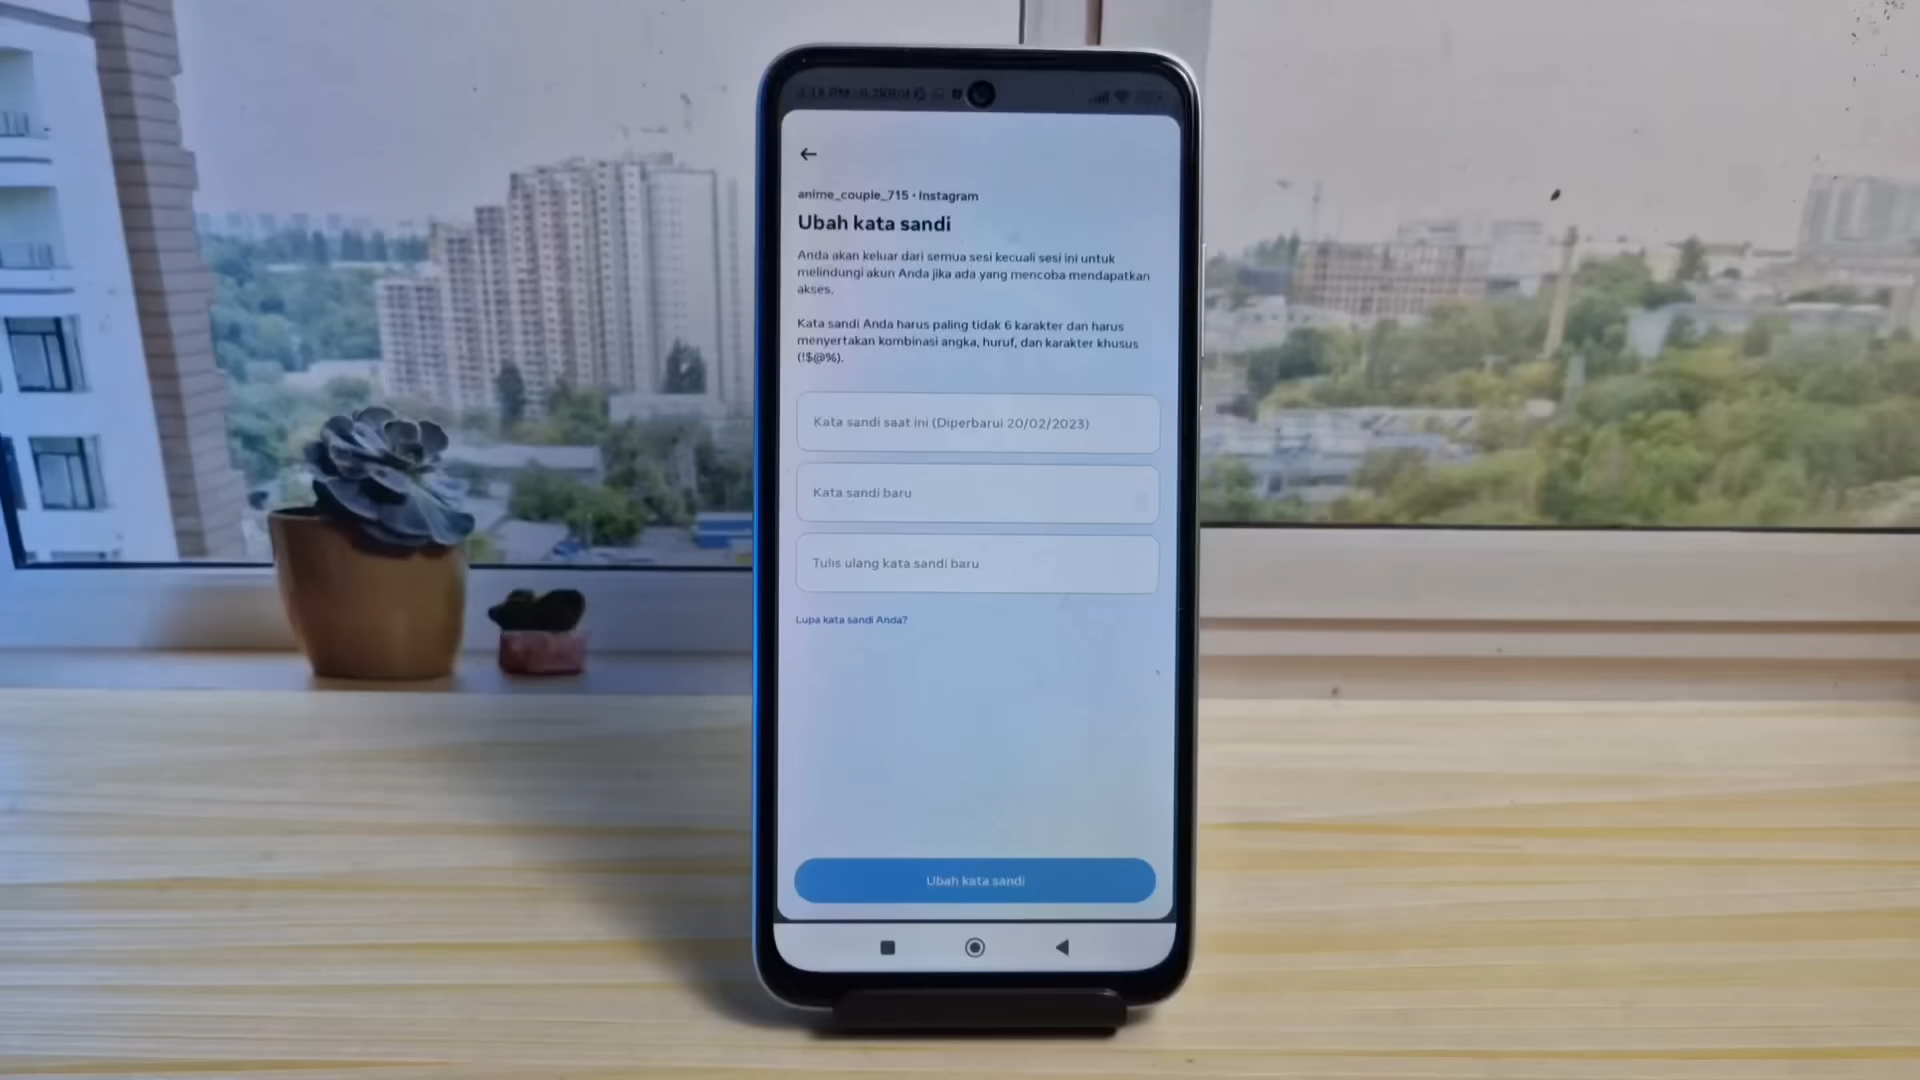 anime_couple_715 • Instagram
Ubah kata sandi
Anda akan keluar dari semua sesi kecuali sesi ini untuk
melindungi akun Anda jika ada yang mencoba mendapatkan
akses.
Kata sandi Anda harus paling tidak 6 karakter dan harus
menyertakan kombinasi angka, huruf, dan karakter khusus
(!$@%).
Kata sandi saat ini (Diperbarui 20/02/2023)
Kata sandi baru
Tulis ulang kata sandi baru
Lupa kata sandi Anda?
Ubah kata sandi